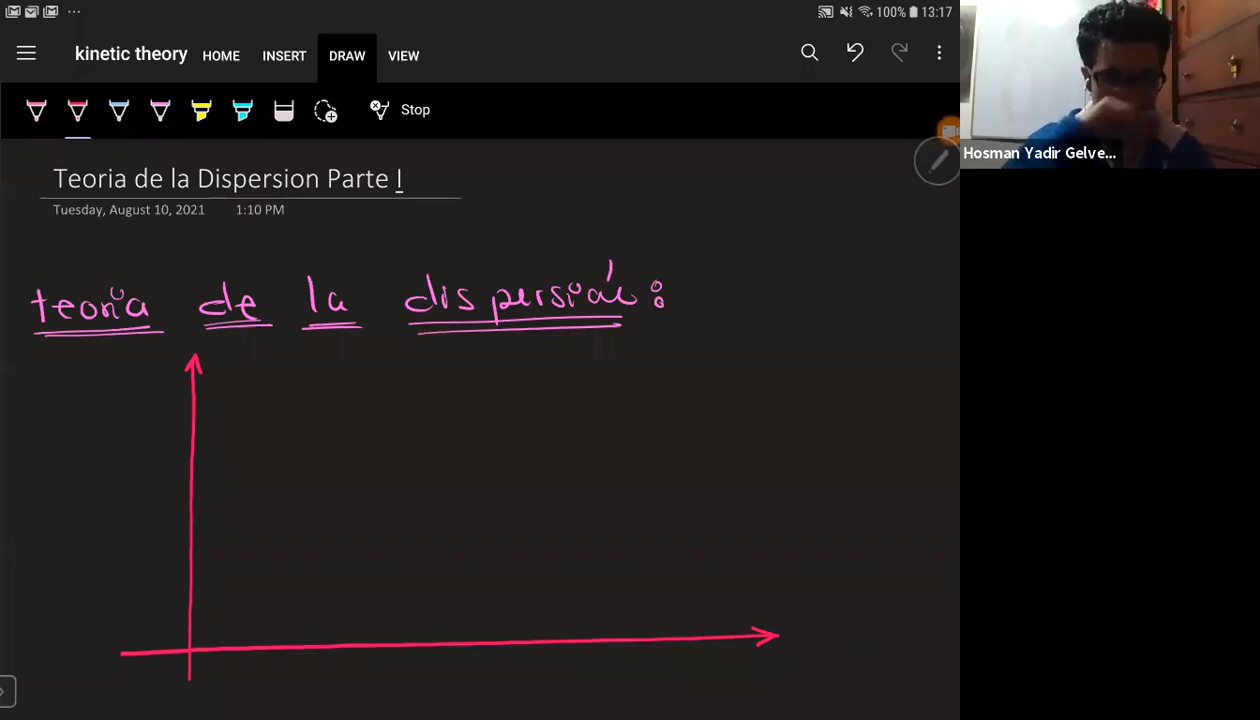 100% 13:17
kinetic theory HOME INSERT DRAW VIEW
Stop
Hosman Yadir Gelve...
Teoria de la Dispersion Parte I
Tuesday, August 10, 2021 1:10 PM
teoría de la dispersión: